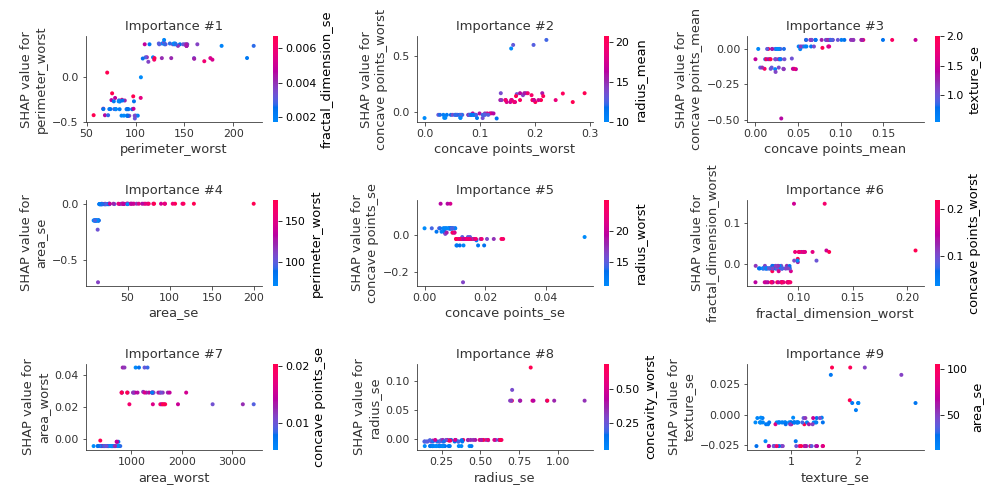 Importance #1
SHAP value for
perimeter_worst
0.0
−0.5
50
100
150
200
perimeter_worst
0.006
0.004
0.002
fractal_dimension_se
Importance #2
SHAP value for
concave points_worst
0.5
0.0
0.0
0.1
0.2
0.3
concave points_worst
20
15
10
radius_mean
Importance #3
SHAP value for
concave points_mean
0.00
−0.25
−0.50
0.00
0.05
0.10
0.15
concave points_mean
2.0
1.5
1.0
texture_se
Importance #4
SHAP value for
area_se
0.0
−0.5
50
100
150
200
area_se
150
100
perimeter_worst
Importance #5
SHAP value for
concave points_se
0.0
−0.2
0.00
0.02
0.04
concave points_se
20
15
radius_worst
Importance #6
SHAP value for
fractal_dimension_worst
0.1
0.0
0.10
0.15
0.20
fractal_dimension_worst
0.2
0.1
concave points_worst
Importance #7
SHAP value for
area_worst
0.04
0.02
0.00
1000
2000
3000
area_worst
0.02
0.01
concave points_se
Importance #8
SHAP value for
radius_se
0.10
0.05
0.00
0.25
0.50
0.75
1.00
radius_se
0.50
0.25
concavity_worst
Importance #9
SHAP value for
texture_se
0.025
0.000
−0.025
1
2
texture_se
100
50
area_se